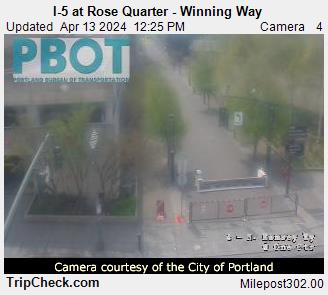 I-5 at Rose Quarter - Winning Way
Updated Apr 13 2024 12:25 PM Camera 4
PBOT
PORTLAND BUREAU OF TRANSPORTATION
Camera courtesy of the City of Portland
TripCheck.com Milepost302.00